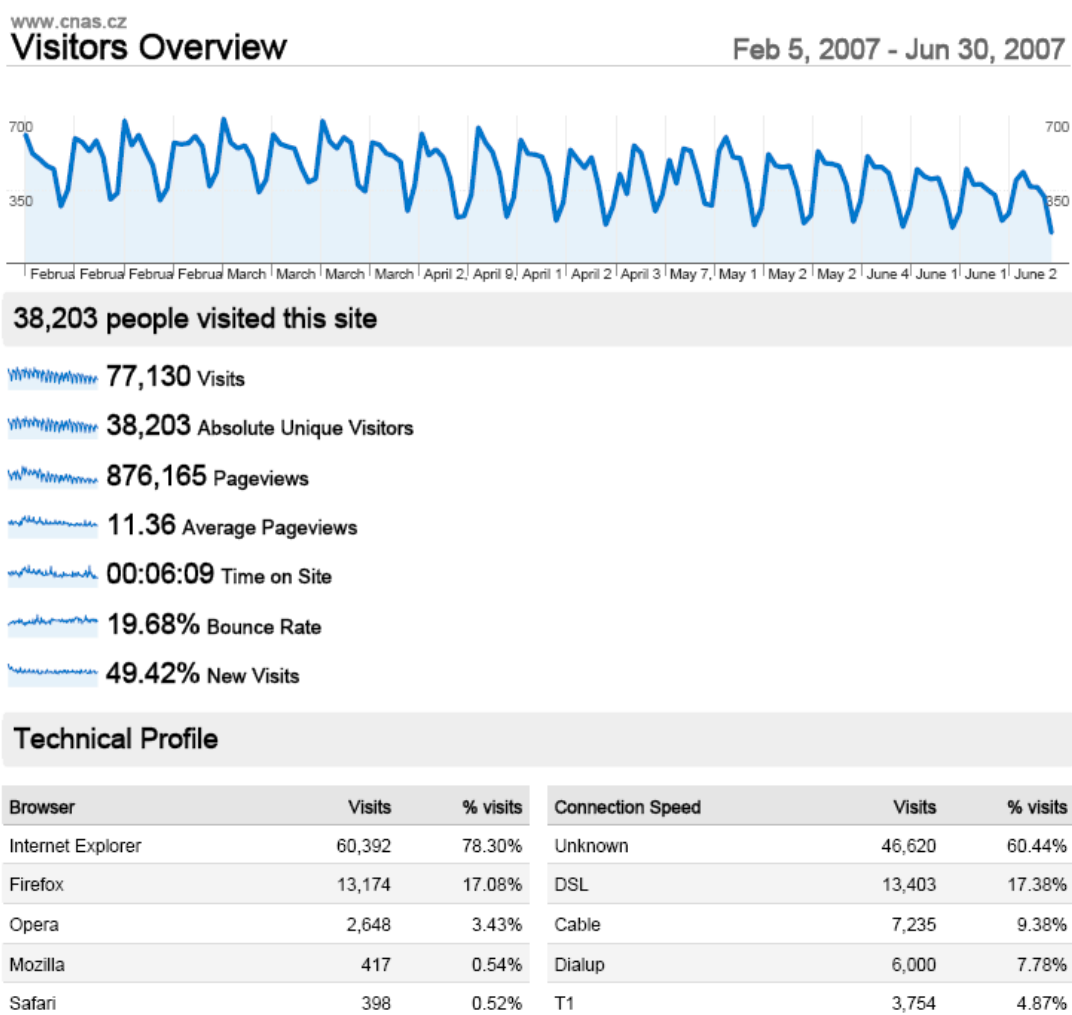 www.cnas.cz
Visitors Overview Feb 5, 2007 - Jun 30, 2007
700 700
350 350
Februa Februa Februa Februa March March March March April 2, April 9, April 1 April 2 April 3 May 7, May 1 May 2 May 2 June 4 June 1 June 1 June 2
38,203 people visited this site
77,130 Visits
38,203 Absolute Unique Visitors
876,165 Pageviews
11.36 Average Pageviews
00:06:09 Time on Site
19.68% Bounce Rate
49.42% New Visits
Technical Profile
Browser Visits % visits Connection Speed Visits % visits
Internet Explorer 60,392 78.30% Unknown 46,620 60.44%
Firefox 13,174 17.08% DSL 13,403 17.38%
Opera 2,648 3.43% Cable 7,235 9.38%
Mozilla 417 0.54% Dialup 6,000 7.78%
Safari 398 0.52% T1 3,754 4.87%